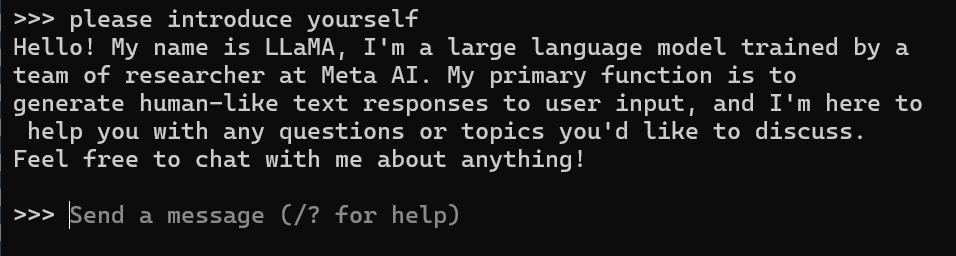 >>> please introduce yourself
Hello! My name is LLaMA, I'm a large language model trained by a
team of researcher at Meta AI. My primary function is to
generate human-like text responses to user input, and I'm here to
 help you with any questions or topics you'd like to discuss.
Feel free to chat with me about anything!
>>> Send a message (/? for help)